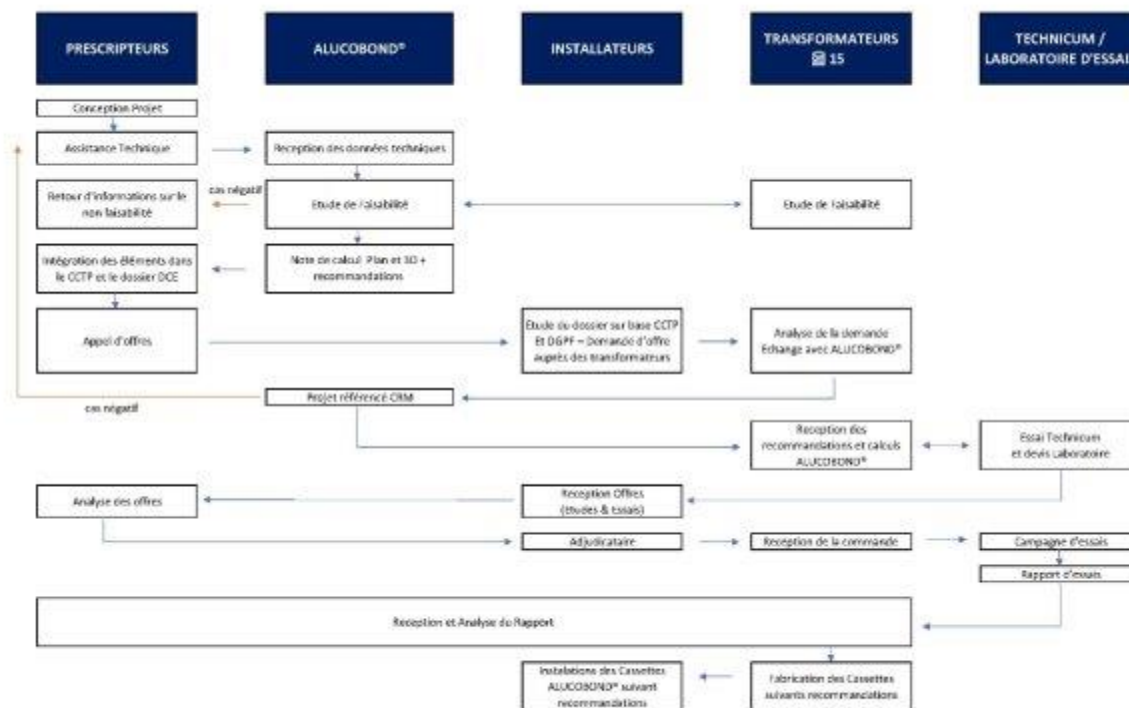 PRESCRIPTEURS
ALUCOBOND®
INSTALLATEURS
TRANSFORMATEURS
15
TECHNICUM /
LABORATOIRE D'ESSAI
Conception Projet
Assistance Technique
Reception des données techniques
cas négatif
Retour d'informations sur le
non faisabilité
Etude de Faisabilité
Etude de Faisabilité
Intégration des éléments dans
le CCTP et le dossier DCE
Note de calcul Plan et 3D +
recommandations
Appel d'offres
Etude du dossier sur base CCTP
Et DGPF – Demande d'offre
auprès des transformateurs
Analyse de la demande
Echange avec ALUCOBOND®
Projet référencé CRM
cas négatif
Reception des
recommandations et calculs
ALUCOBOND®
Essai Technicum
et devis Laboratoire
Analyse des offres
Reception Offres
(études & Essais)
Adjudicataire
Reception de la commande
Campagne d'essais
Rapport d'essais
Reception et Analyse du Rapport
Instalations des Cassettes
ALUCOBOND® suivant
recommandations
Fabrication des Cassettes
suivants recommandations